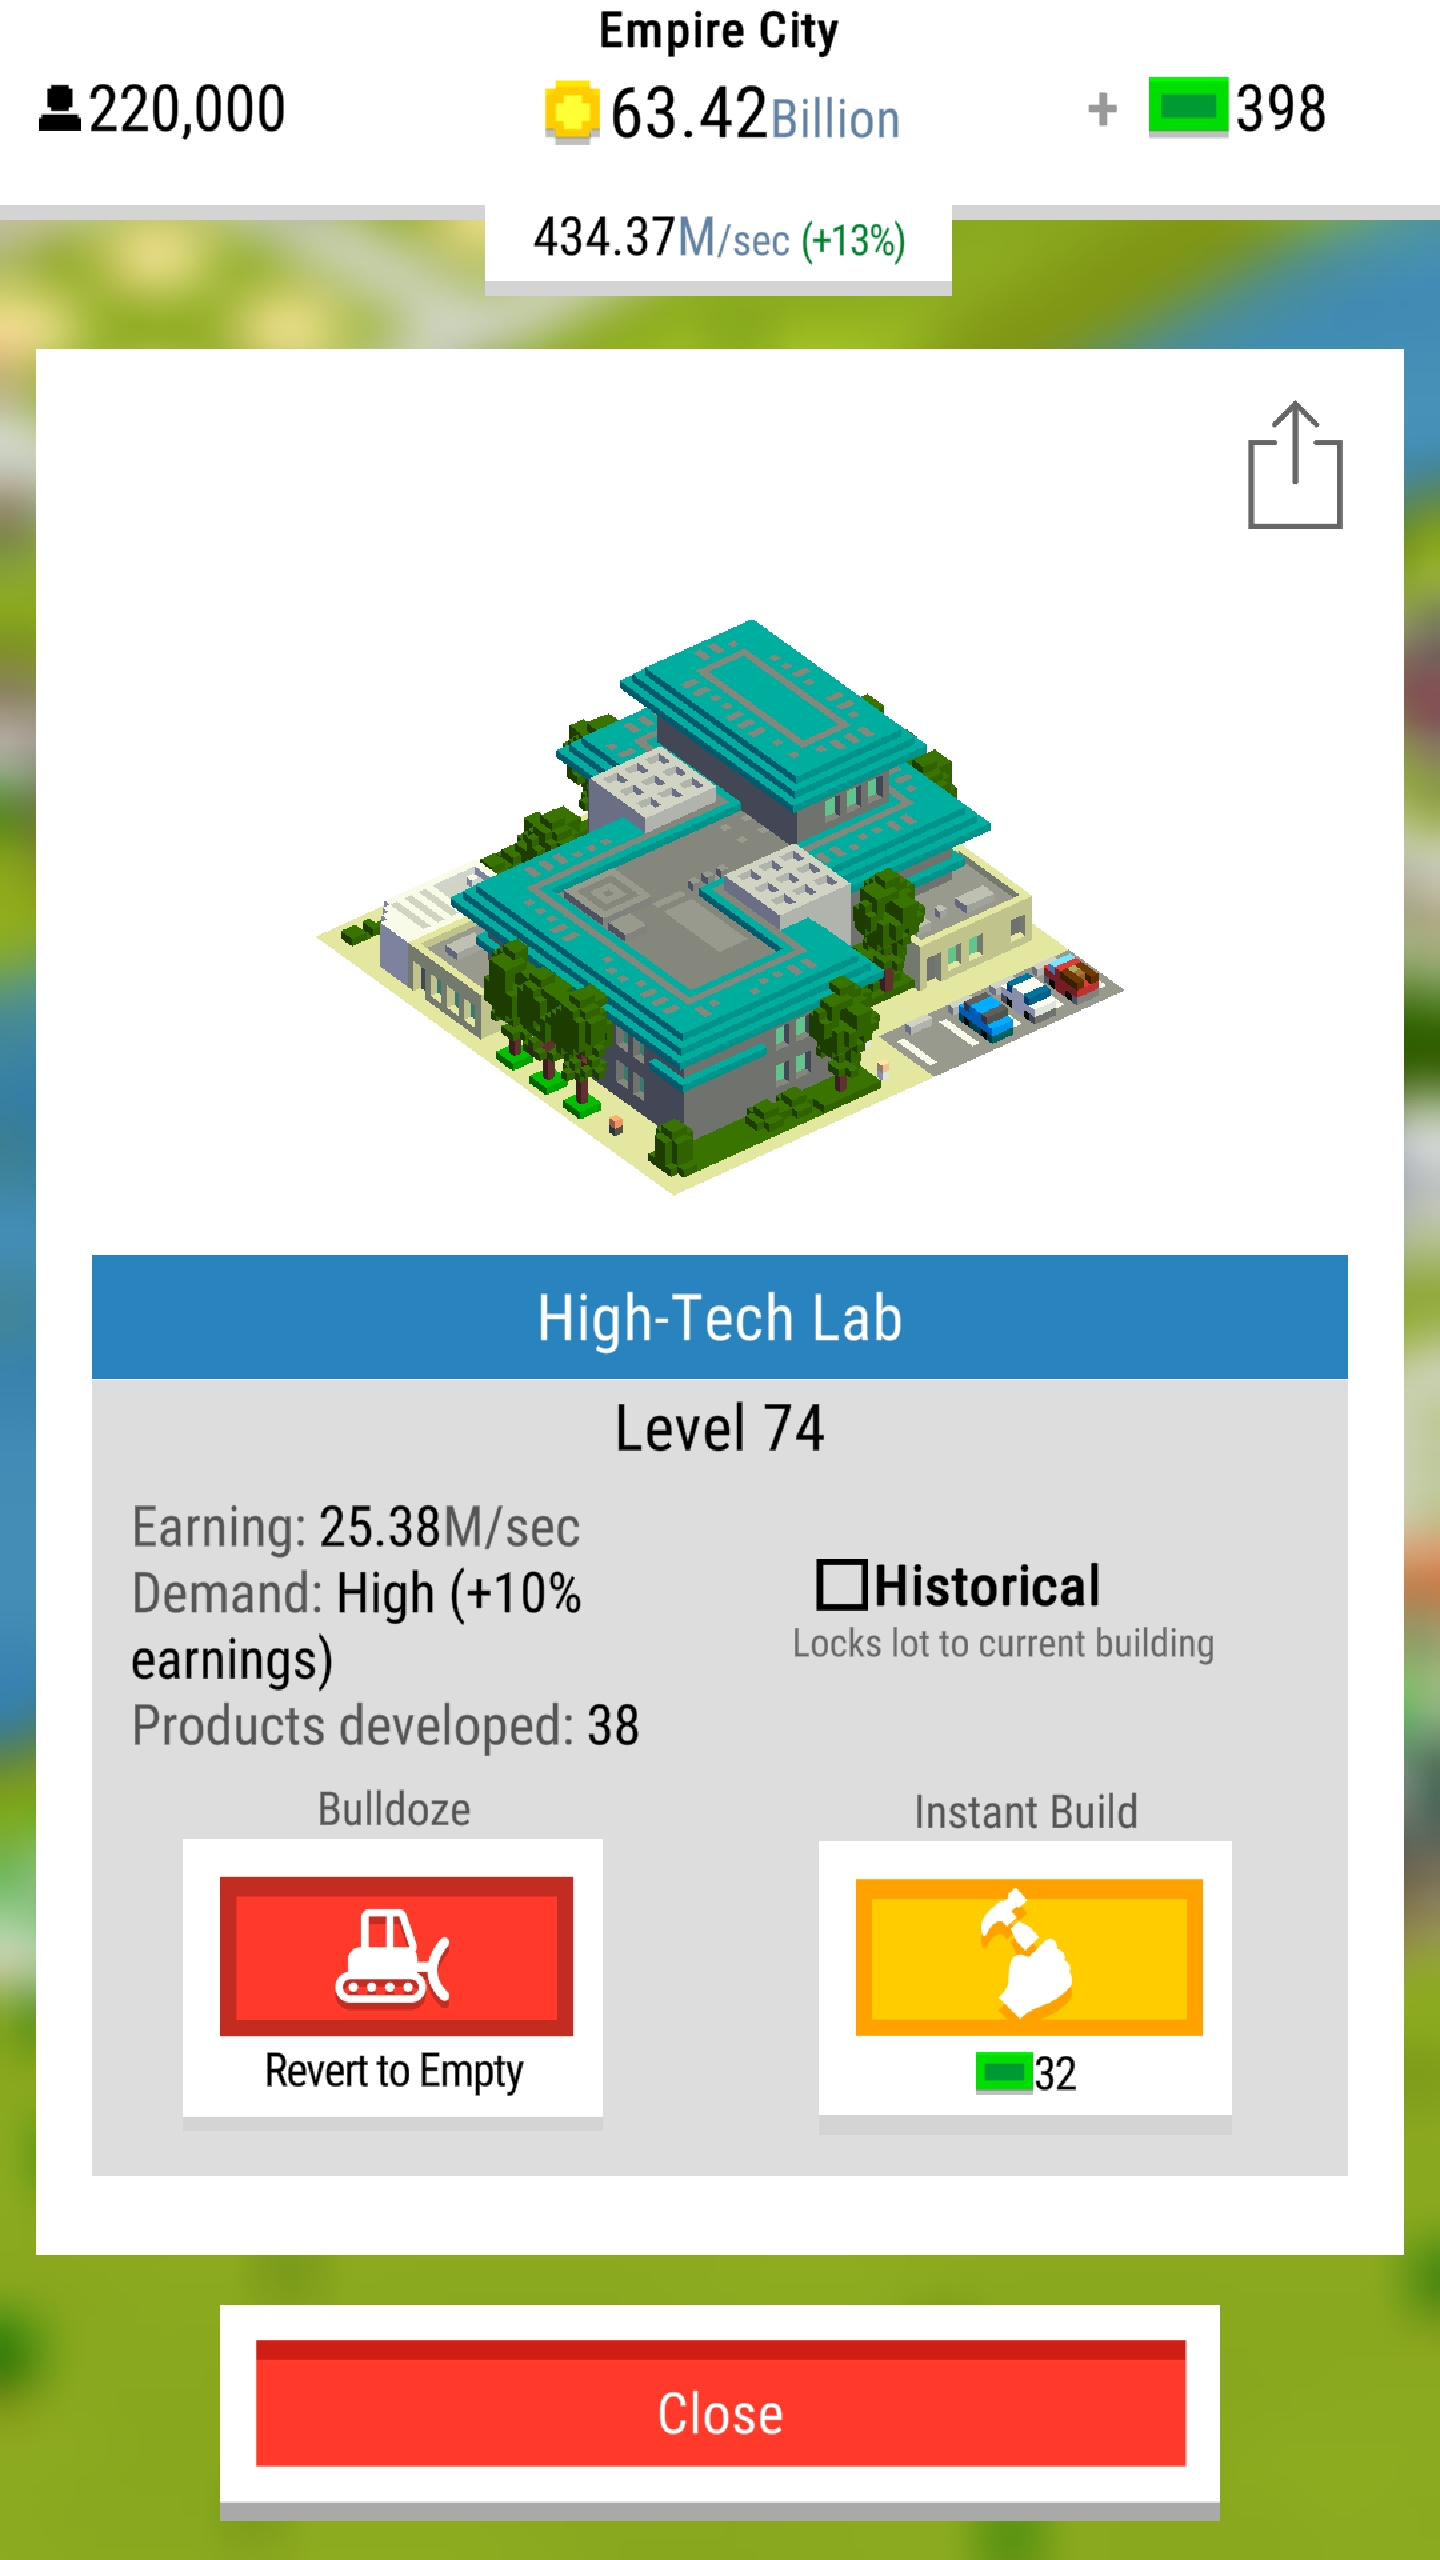 Empire City
220,000
63.42Billion
+ 398
434.37M/sec (+13%)
High-Tech Lab
Level 74
Earning: 25.38M/sec
Demand: High (+10%
earnings)
Products developed: 38
Historical
Locks lot to current building
Bulldoze
Revert to Empty
Instant Build
32
Close